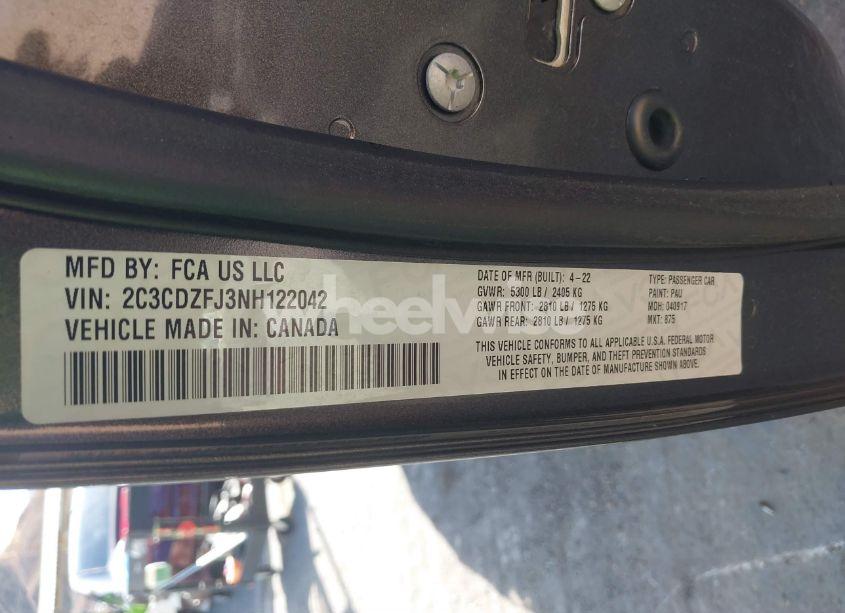 MFD BY: FCA US LLC
VIN: 2C3CDZFJ3NH122042
VEHICLE MADE IN: CANADA
DATE OF MFR (BUILT): 4-22
GVWR: 5300 LB / 2405 KG
GAWR FRONT: 2810 LB / 1275 KG
GAWR REAR: 2810 LB / 1275 KG
TYPE: PASSENGER CAR
PAINT: PAU
MDH: 040917
MXT: 875
THIS VEHICLE CONFORMS TO ALL APPLICABLE U.S.A. FEDERAL MOTOR
VEHICLE SAFETY, BUMPER, AND THEFT PREVENTION STANDARDS
IN EFFECT ON THE DATE OF MANUFACTURE SHOWN ABOVE.